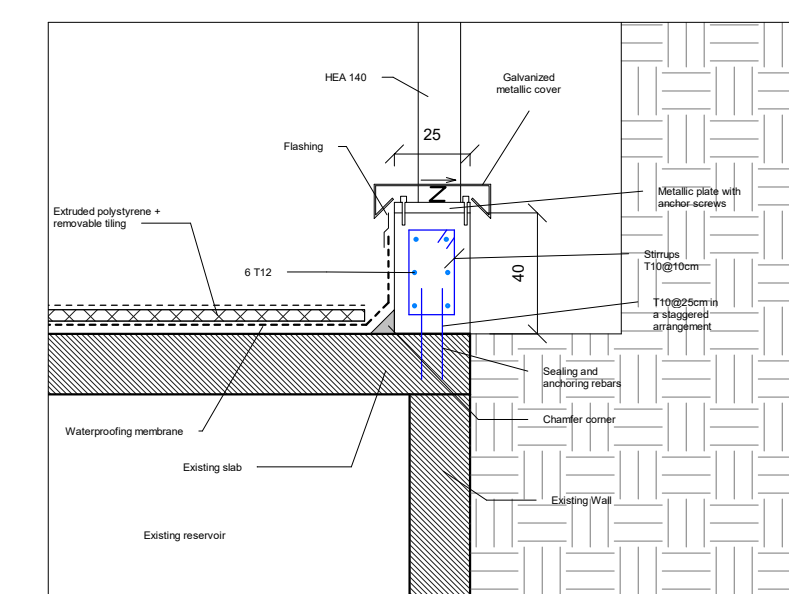 HEA 140
Galvanized
metallic cover
25
Flashing
Z
Metallic plate with
anchor screws
Extruded polystyrene +
removable tiling
Stirrups
T10@10cm
6 T12
40
T10@25cm in
a staggered
arrangement
Sealing and
anchoring rebars
Chamfer corner
Waterproofing membrane
Existing slab
Existing Wall
Existing reservoir